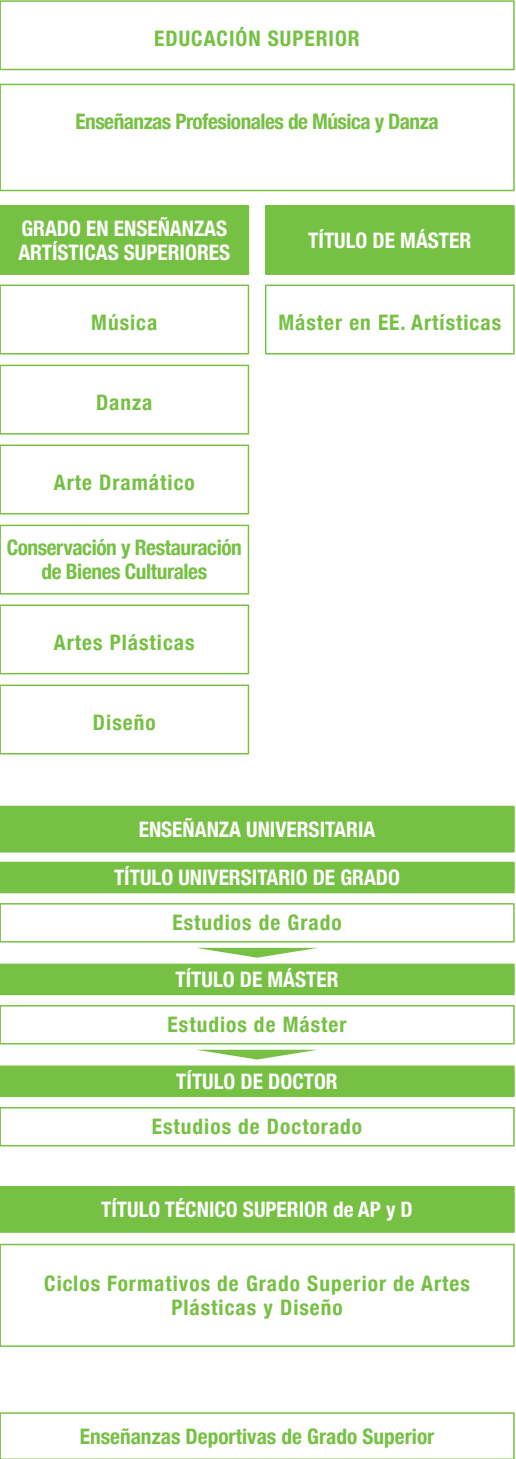 EDUCACIÓN SUPERIOR
Enseñanzas Profesionales de Música y Danza
GRADO EN ENSEÑANZAS
ARTÍSTICAS SUPERIORES
TÍTULO DE MÁSTER
Música
Máster en EE. Artísticas
Danza
Arte Dramático
Conservación y Restauración
de Bienes Culturales
Artes Plásticas
Diseño
ENSEÑANZA UNIVERSITARIA
TÍTULO UNIVERSITARIO DE GRADO
Estudios de Grado
TÍTULO DE MÁSTER
Estudios de Máster
TÍTULO DE DOCTOR
Estudios de Doctorado
TÍTULO TÉCNICO SUPERIOR de AP y D
Ciclos Formativos de Grado Superior de Artes
Plásticas y Diseño
Enseñanzas Deportivas de Grado Superior